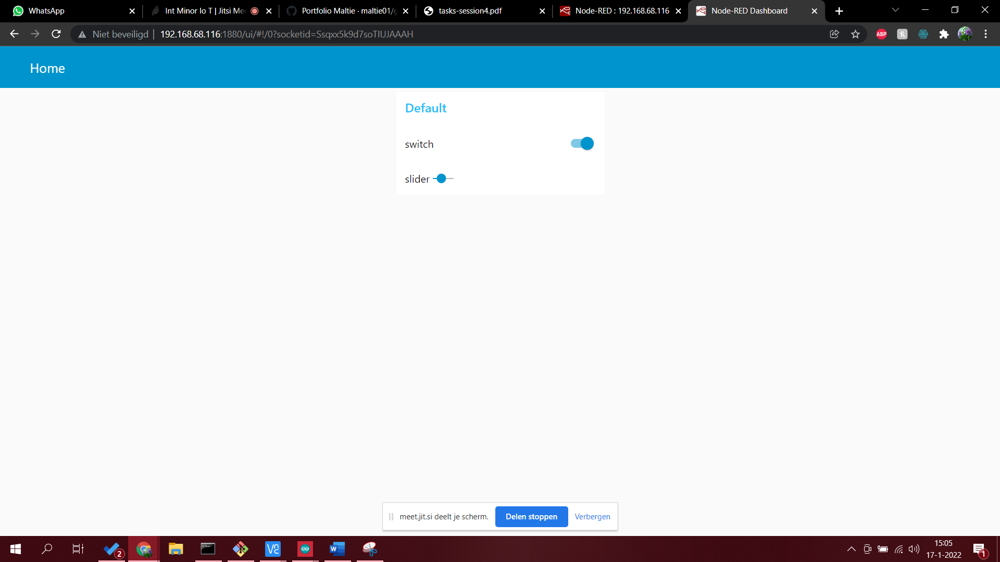 WhatsApp
Int Minor Io T | Jitsi Me
Portfolio Maltie · maltie01/g
tasks-session4.pdf
Node-RED : 192.168.68.116
Node-RED Dashboard
Niet beveiligd
192.168.68.116:1880/ui/#!/0?socketid=Ssqxx5k9d7soTIUJAAAH
ABP
Home
Default
switch
slider
meet.jit.si deelt je scherm.
Delen stoppen
Verbergen
2
W
15:05
17-1-2022
1